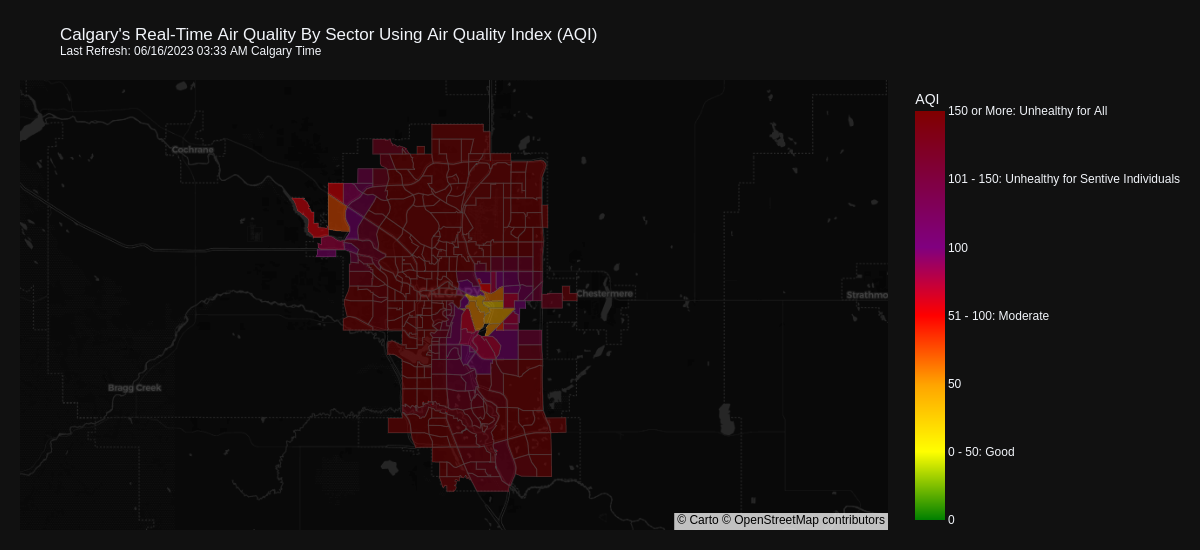 Calgary's Real-Time Air Quality By Sector Using Air Quality Index (AQI)
Last Refresh: 06/16/2023 03:33 AM Calgary Time
AQI
150 or More: Unhealthy for All
Cochrane
101 - 150: Unhealthy for Sentive Individuals
100
Chestermere
Strathmo
51 - 100: Moderate
Bragg Creek
50
0 - 50: Good
© Carto © OpenStreetMap contributors
0